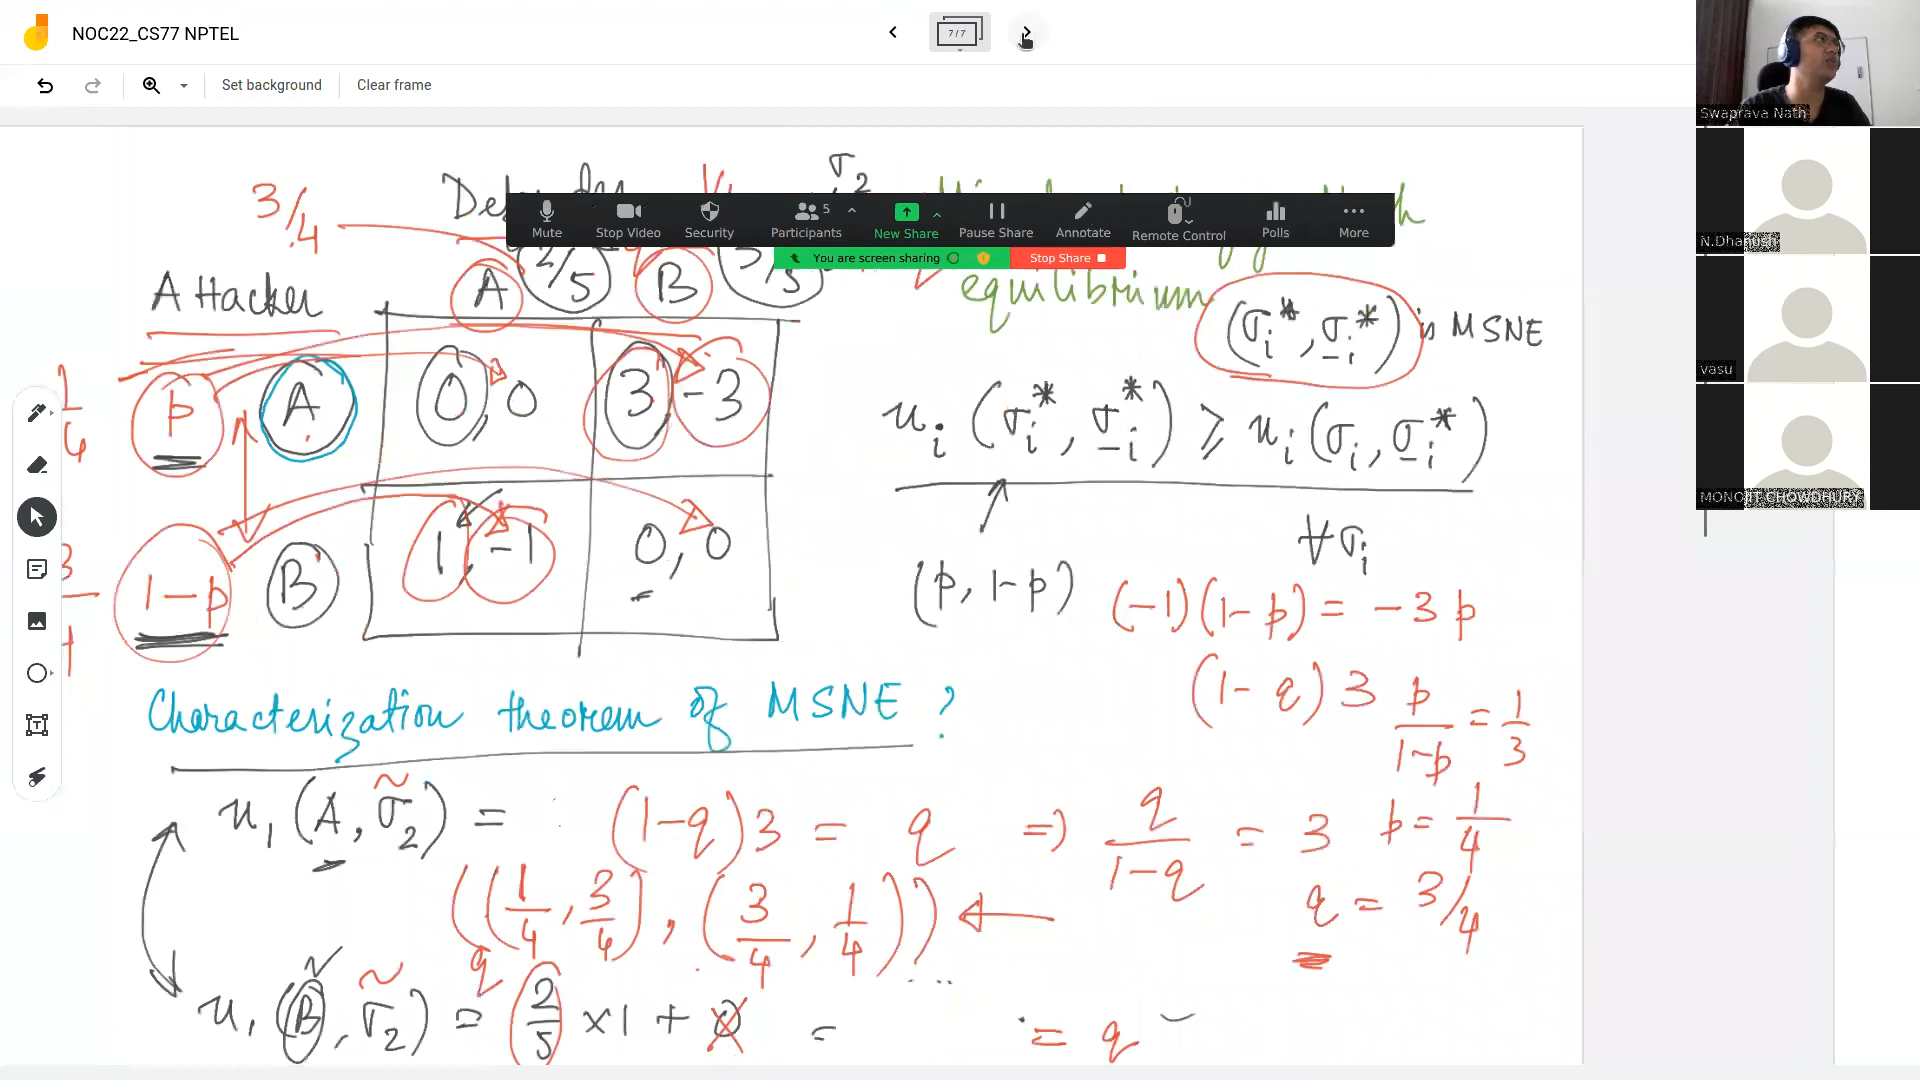 NOC22_CS77 NPTEL
7/7
Set background
Clear frame
Swaprava Nath
N.Dhanush
vasu
MONOJIT CHOWDHURY
Mute
Stop Video
Security
Participants
5
New Share
Pause Share
Annotate
Remote Control
Polls
More
You are screen sharing
Stop Share
3/4
σ2
Attacker
A 2/5 B 3/5
equilibrium
(σi*, σ-i*) is MSNE
p A 0, 0 3, -3
1-p B 1, -1 0, 0
ui (σi*, σ-i*) ⩾ ui (σi, σ-i*)
∀ σi
(p, 1-p)
(-1)(1-p) = -3p
(1-q)3
p/1-p = 1/3
p = 1/4
Characterization theorem of MSNE ?
u1 (A, σ̃2) = (1-q)3 = q => q/1-q = 3
q = 3/4
((1/4, 3/4), (3/4, 1/4)) ←
q
u1 (B, σ̃2) = 2/5 ×1 + 0 = = q